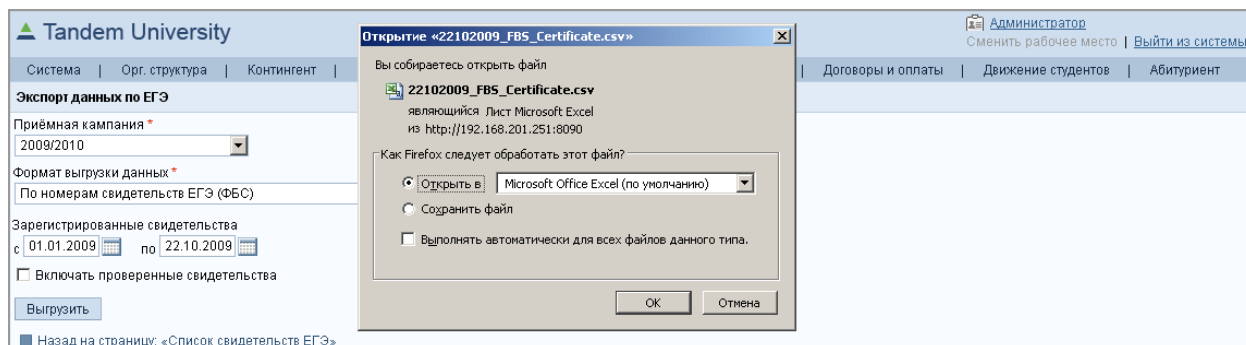 Tandem University
Администратор
Сменить рабочее место | Выйти из системы
Система | Орг. структура | Контингент |
| Договоры и оплаты | Движение студентов | Абитуриент
Экспорт данных по ЕГЭ
Приёмная кампания *
2009/2010
Формат выгрузки данных *
По номерам свидетельств ЕГЭ (ФБС)
Зарегистрированные свидетельства
с 01.01.2009 по 22.10.2009
Включать проверенные свидетельства
Выгрузить
Назад на страницу: «Список свидетельств ЕГЭ»
Открытие «22102009_FBS_Certificate.csv»
Вы собираетесь открыть файл
22102009_FBS_Certificate.csv
являющийся Лист Microsoft Excel
из http://192.168.201.251:8090
Как Firefox следует обработать этот файл?
Открыть в Microsoft Office Excel (по умолчанию)
Сохранить файл
Выполнять автоматически для всех файлов данного типа.
OK Отмена